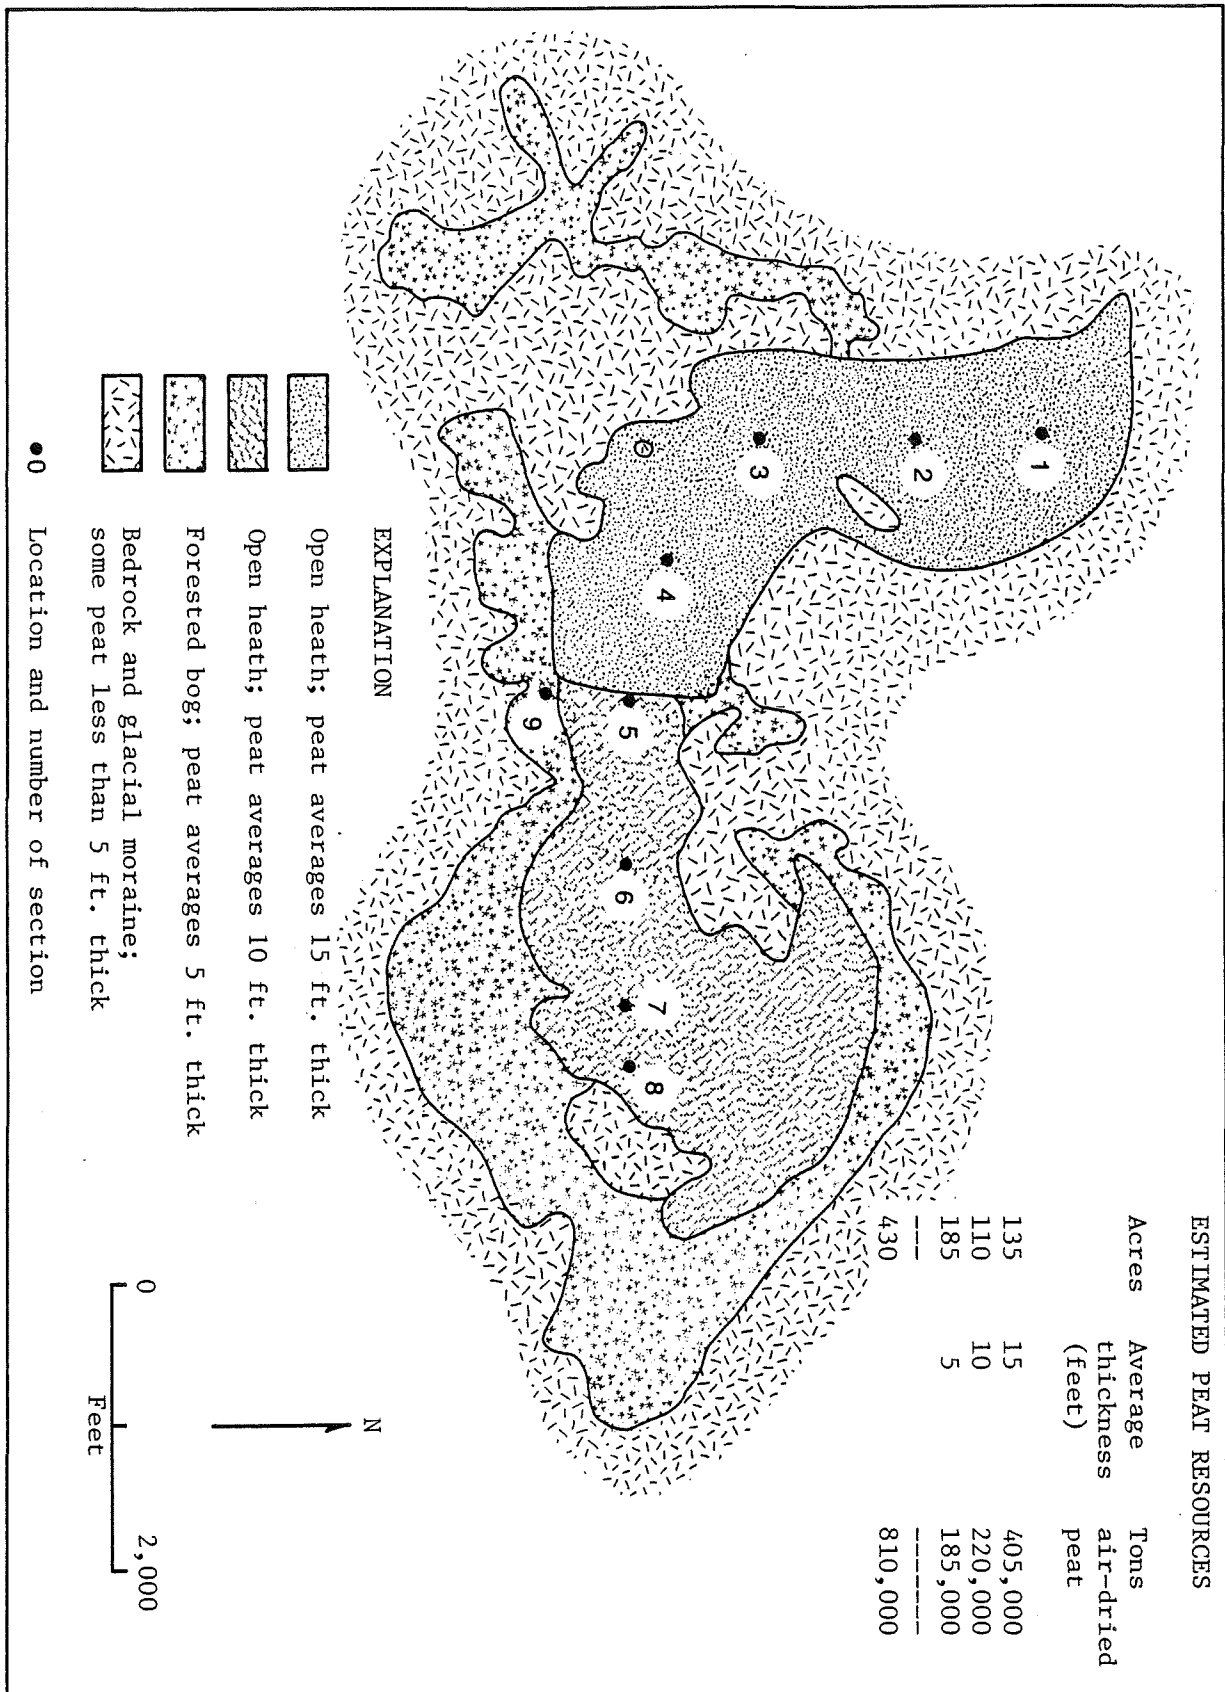 ESTIMATED PEAT RESOURCES
Acres Average thickness (feet) Tons air-dried peat
135 15 405,000
110 10 220,000
185 5 185,000
--- ------
430 810,000
1
2
3
4
5
6
7
8
9
EXPLANATION
Open heath; peat averages 15 ft. thick
Open heath; peat averages 10 ft. thick
Forested bog; peat averages 5 ft. thick
Bedrock and glacial moraine;
some peat less than 5 ft. thick
●0 Location and number of section
N
0 2,000
Feet